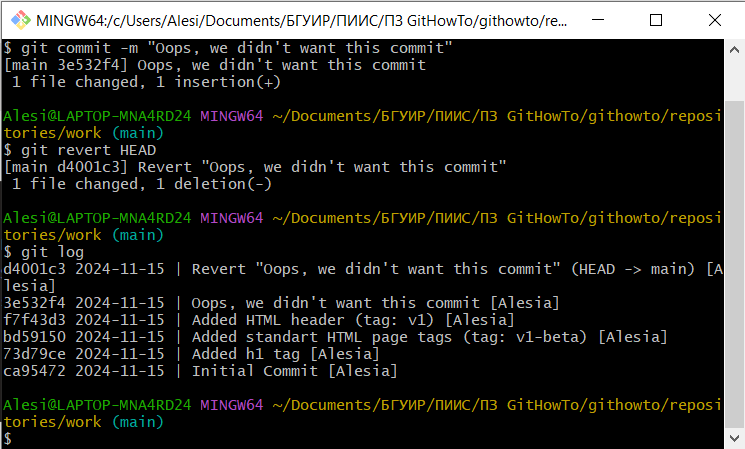 MINGW64:/c/Users/Alesi/Documents/БГУИР/ПИИС/ПЗ GitHowTo/githowto/re...
$ git commit -m "Oops, we didn't want this commit"
[main 3e532f4] Oops, we didn't want this commit
 1 file changed, 1 insertion(+)
Alesi@LAPTOP-MNA4RD24 MINGW64 ~/Documents/БГУИР/ПИИС/ПЗ GitHowTo/githowto/reposi
tories/work (main)
$ git revert HEAD
[main d4001c3] Revert "Oops, we didn't want this commit"
 1 file changed, 1 deletion(-)
Alesi@LAPTOP-MNA4RD24 MINGW64 ~/Documents/БГУИР/ПИИС/ПЗ GitHowTo/githowto/reposi
tories/work (main)
$ git log
d4001c3 2024-11-15 | Revert "Oops, we didn't want this commit" (HEAD -> main) [A
lesia]
3e532f4 2024-11-15 | Oops, we didn't want this commit [Alesia]
f7f43d3 2024-11-15 | Added HTML header (tag: v1) [Alesia]
bd59150 2024-11-15 | Added standart HTML page tags (tag: v1-beta) [Alesia]
73d79ce 2024-11-15 | Added h1 tag [Alesia]
ca95472 2024-11-15 | Initial Commit [Alesia]
Alesi@LAPTOP-MNA4RD24 MINGW64 ~/Documents/БГУИР/ПИИС/ПЗ GitHowTo/githowto/reposi
tories/work (main)
$